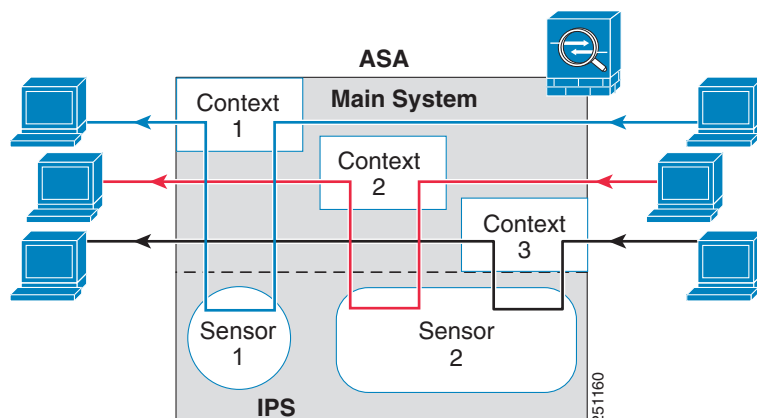 ASA
Main System
Context
1
Context
2
Context
3
Sensor
1
Sensor
2
IPS
251160